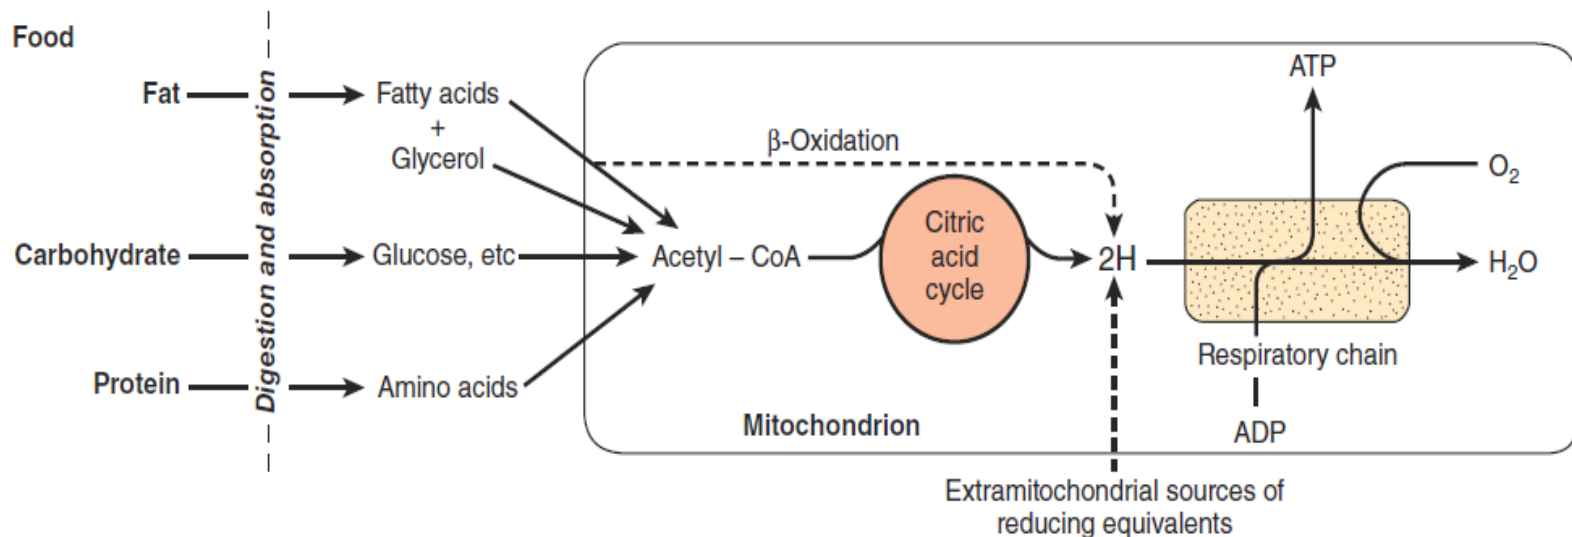 Food
Fat
Digestion and absorption
Fatty acids
+
Glycerol
Carbohydrate
Glucose, etc
Protein
Amino acids
β-Oxidation
Acetyl – CoA
Citric
acid
cycle
2H
ATP
O₂
H₂O
Respiratory chain
ADP
Mitochondrion
Extramitochondrial sources of
reducing equivalents